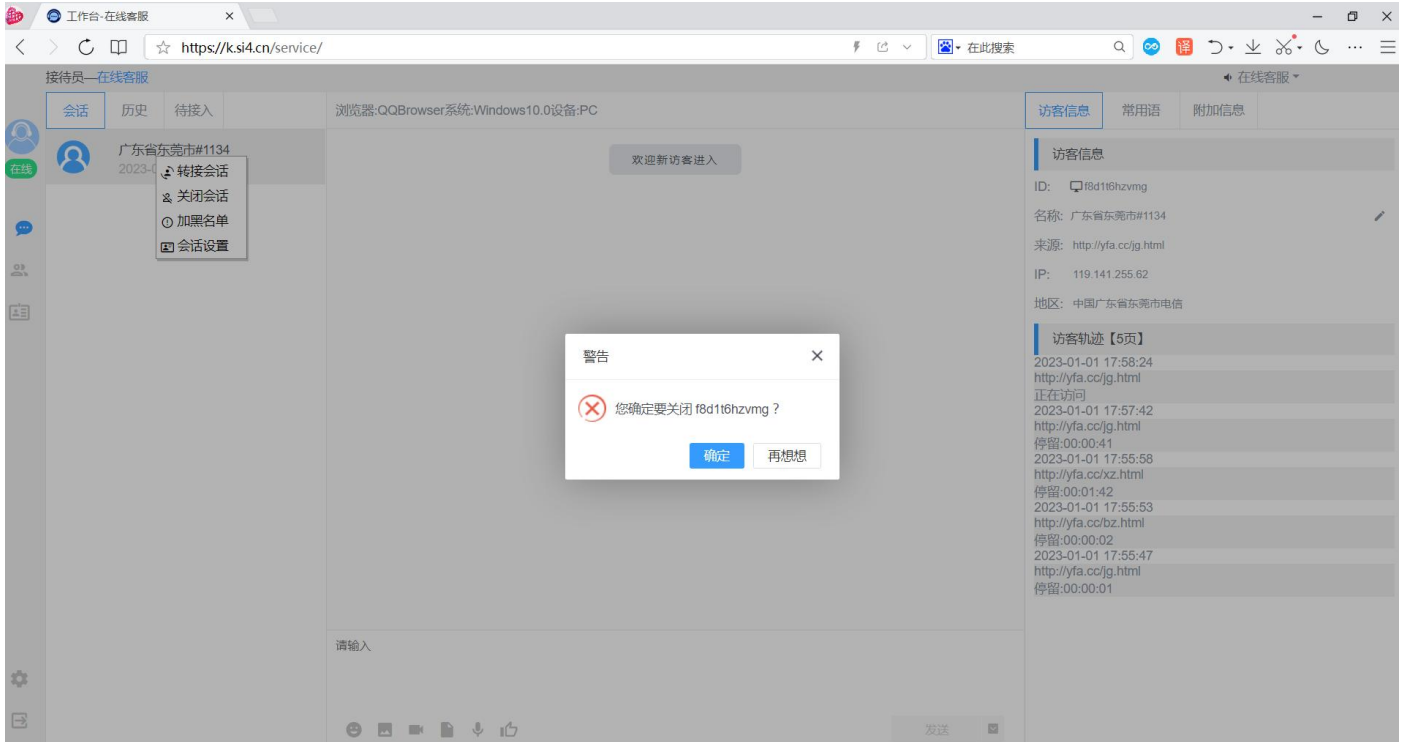 工作台-在线客服
https://k.si4.cn/service/
在此搜索
译
接待员—在线客服
在线客服
在线
会话 历史 待接入
浏览器:QQBrowser系统:Windows10.0设备:PC
访客信息 常用语 附加信息
广东省东莞市#1134
2023-0
转接会话
关闭会话
加黑名单
会话设置
欢迎新访客进入
警告
您确定要关闭 f8d1t6hzvmg？
确定 再想想
请输入
发送
访客信息
ID: f8d1t6hzvmg
名称: 广东省东莞市#1134
来源: http://yfa.cc/jg.html
IP: 119.141.255.62
地区: 中国广东省东莞市电信
访客轨迹【5页】
2023-01-01 17:58:24
http://yfa.cc/jg.html
正在访问
2023-01-01 17:57:42
http://yfa.cc/jg.html
停留:00:00:41
2023-01-01 17:55:58
http://yfa.cc/xz.html
停留:00:01:42
2023-01-01 17:55:53
http://yfa.cc/bz.html
停留:00:00:02
2023-01-01 17:55:47
http://yfa.cc/jg.html
停留:00:00:01